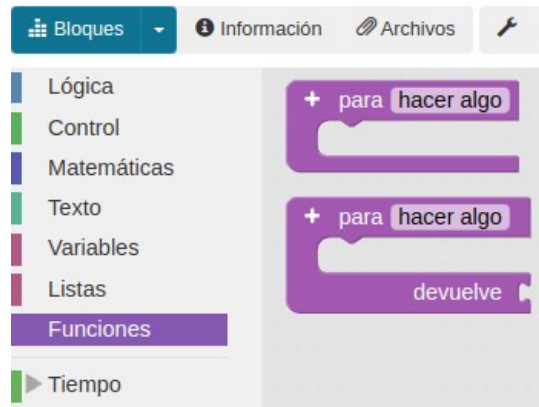 Bloques Información Archivos
Lógica
Control
Matemáticas
Texto
Variables
Listas
Funciones
Tiempo
+ para hacer algo
+ para hacer algo
devuelve